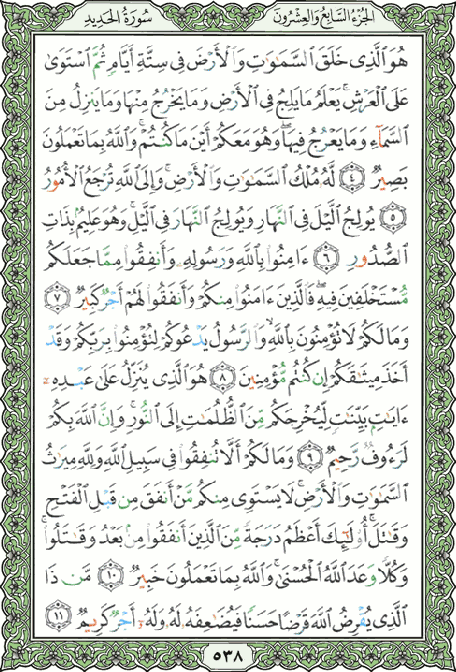 الجزء السابع والعشرون سورة الحديد
هُوَ ٱلَّذِى خَلَقَ ٱلسَّمَٰوَٰتِ وَٱلْأَرْضَ فِى سِتَّةِ أَيَّامٍ ثُمَّ ٱسْتَوَىٰ
عَلَى ٱلْعَرْشِ ۚ يَعْلَمُ مَا يَلِجُ فِى ٱلْأَرْضِ وَمَا يَخْرُجُ مِنْهَا وَمَا يَنزِلُ مِنَ
ٱلسَّمَآءِ وَمَا يَعْرُجُ فِيهَا ۖ وَهُوَ مَعَكُمْ أَيْنَ مَا كُنتُمْ ۚ وَٱللَّهُ بِمَا تَعْمَلُونَ
بَصِيرٌ ٤ لَّهُۥ مُلْكُ ٱلسَّمَٰوَٰتِ وَٱلْأَرْضِ ۚ وَإِلَى ٱللَّهِ تُرْجَعُ ٱلْأُمُورُ
٥ يُولِجُ ٱلَّيْلَ فِى ٱلنَّهَارِ وَيُولِجُ ٱلنَّهَارَ فِى ٱلَّيْلِ ۚ وَهُوَ عَلِيمٌۢ بِذَاتِ
ٱلصُّدُورِ ٦ ءَامِنُوا۟ بِٱللَّهِ وَرَسُولِهِۦ وَأَنفِقُوا۟ مِمَّا جَعَلَكُم
مُّسْتَخْلَفِينَ فِيهِ ۖ فَٱلَّذِينَ ءَامَنُوا۟ مِنكُمْ وَأَنفَقُوا۟ لَهُمْ أَجْرٌ كَبِيرٌ ٧
وَمَا لَكُمْ لَا تُؤْمِنُونَ بِٱللَّهِ ۙ وَٱلرَّسُولُ يَدْعُوكُمْ لِتُؤْمِنُوا۟ بِرَبِّكُمْ وَقَدْ
أَخَذَ مِيثَٰقَكُمْ إِن كُنتُم مُّؤْمِنِينَ ٨ هُوَ ٱلَّذِى يُنَزِّلُ عَلَىٰ عَبْدِهِۦٓ
ءَايَٰتٍۭ بَيِّنَٰتٍ لِّيُخْرِجَكُم مِّنَ ٱلظُّلُمَٰتِ إِلَى ٱلنُّورِ ۚ وَإِنَّ ٱللَّهَ بِكُمْ
لَرَءُوفٌ رَّحِيمٌ ٩ وَمَا لَكُمْ أَلَّا تُنفِقُوا۟ فِى سَبِيلِ ٱللَّهِ وَلِلَّهِ مِيرَٰثُ
ٱلسَّمَٰوَٰتِ وَٱلْأَرْضِ ۚ لَا يَسْتَوِى مِنكُم مَّنْ أَنفَقَ مِن قَبْلِ ٱلْفَتْحِ
وَقَٰتَلَ ۚ أُو۟لَٰٓئِكَ أَعْظَمُ دَرَجَةً مِّنَ ٱلَّذِينَ أَنفَقُوا۟ مِنۢ بَعْدُ وَقَٰتَلُوا۟ ۚ
وَكُلًّا وَعَدَ ٱللَّهُ ٱلْحُسْنَىٰ ۚ وَٱللَّهُ بِمَا تَعْمَلُونَ خَبِيرٌ ١٠ مَّن ذَا
ٱلَّذِى يُقْرِضُ ٱللَّهَ قَرْضًا حَسَنًا فَيُضَٰعِفَهُۥ لَهُۥ وَلَهُۥٓ أَجْرٌ كَرِيمٌ ١١
٥٣٨